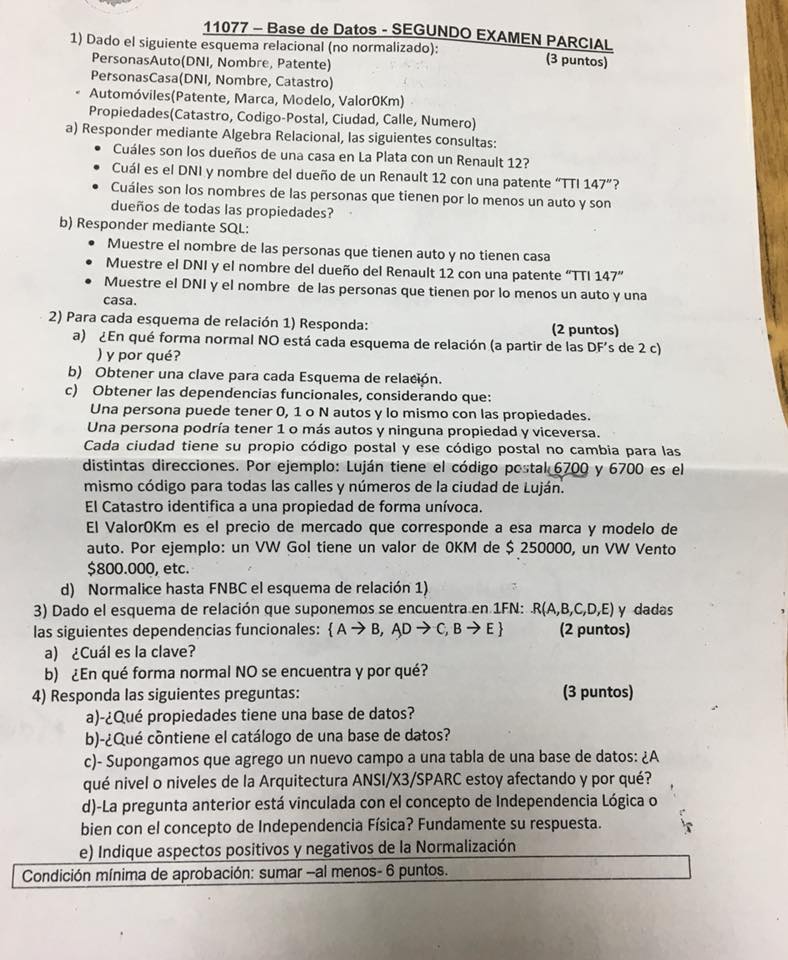 11077 – Base de Datos - SEGUNDO EXAMEN PARCIAL
1) Dado el siguiente esquema relacional (no normalizado): (3 puntos)
PersonasAuto(DNI, Nombre, Patente)
PersonasCasa(DNI, Nombre, Catastro)
Automóviles(Patente, Marca, Modelo, Valor0Km)
Propiedades(Catastro, Codigo-Postal, Ciudad, Calle, Numero)
a) Responder mediante Algebra Relacional, las siguientes consultas:
• Cuáles son los dueños de una casa en La Plata con un Renault 12?
• Cuál es el DNI y nombre del dueño de un Renault 12 con una patente “TTI 147”?
• Cuáles son los nombres de las personas que tienen por lo menos un auto y son
dueños de todas las propiedades?
b) Responder mediante SQL:
• Muestre el nombre de las personas que tienen auto y no tienen casa
• Muestre el DNI y el nombre del dueño del Renault 12 con una patente “TTI 147”
• Muestre el DNI y el nombre de las personas que tienen por lo menos un auto y una
casa.
2) Para cada esquema de relación 1) Responda: (2 puntos)
a) ¿En qué forma normal NO está cada esquema de relación (a partir de las DF’s de 2 c)
) y por qué?
b) Obtener una clave para cada Esquema de relación.
c) Obtener las dependencias funcionales, considerando que:
Una persona puede tener 0, 1 o N autos y lo mismo con las propiedades.
Una persona podría tener 1 o más autos y ninguna propiedad y viceversa.
Cada ciudad tiene su propio código postal y ese código postal no cambia para las
distintas direcciones. Por ejemplo: Luján tiene el código postal 6700 y 6700 es el
mismo código para todas las calles y números de la ciudad de Luján.
El Catastro identifica a una propiedad de forma unívoca.
El Valor0Km es el precio de mercado que corresponde a esa marca y modelo de
auto. Por ejemplo: un VW Gol tiene un valor de 0KM de $ 250000, un VW Vento
$800.000, etc.
d) Normalice hasta FNBC el esquema de relación 1)
3) Dado el esquema de relación que suponemos se encuentra en 1FN: R(A,B,C,D,E) y dadas
las siguientes dependencias funcionales: { A → B, AD → C, B → E } (2 puntos)
a) ¿Cuál es la clave?
b) ¿En qué forma normal NO se encuentra y por qué?
4) Responda las siguientes preguntas: (3 puntos)
a)-¿Qué propiedades tiene una base de datos?
b)-¿Qué contiene el catálogo de una base de datos?
c)- Supongamos que agrego un nuevo campo a una tabla de una base de datos: ¿A
qué nivel o niveles de la Arquitectura ANSI/X3/SPARC estoy afectando y por qué?
d)-La pregunta anterior está vinculada con el concepto de Independencia Lógica o
bien con el concepto de Independencia Física? Fundamente su respuesta.
e) Indique aspectos positivos y negativos de la Normalización
Condición mínima de aprobación: sumar –al menos- 6 puntos.